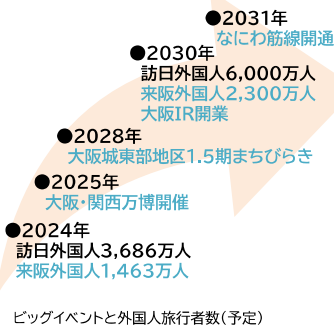 ●2031年
なにわ筋線開通
●2030年
訪日外国人6,000万人
来阪外国人2,300万人
大阪IR開業
●2028年
大阪城東部地区1.5期まちびらき
●2025年
大阪・関西万博開催
●2024年
訪日外国人3,686万人
来阪外国人1,463万人
ビッグイベントと外国人旅行者数(予定)